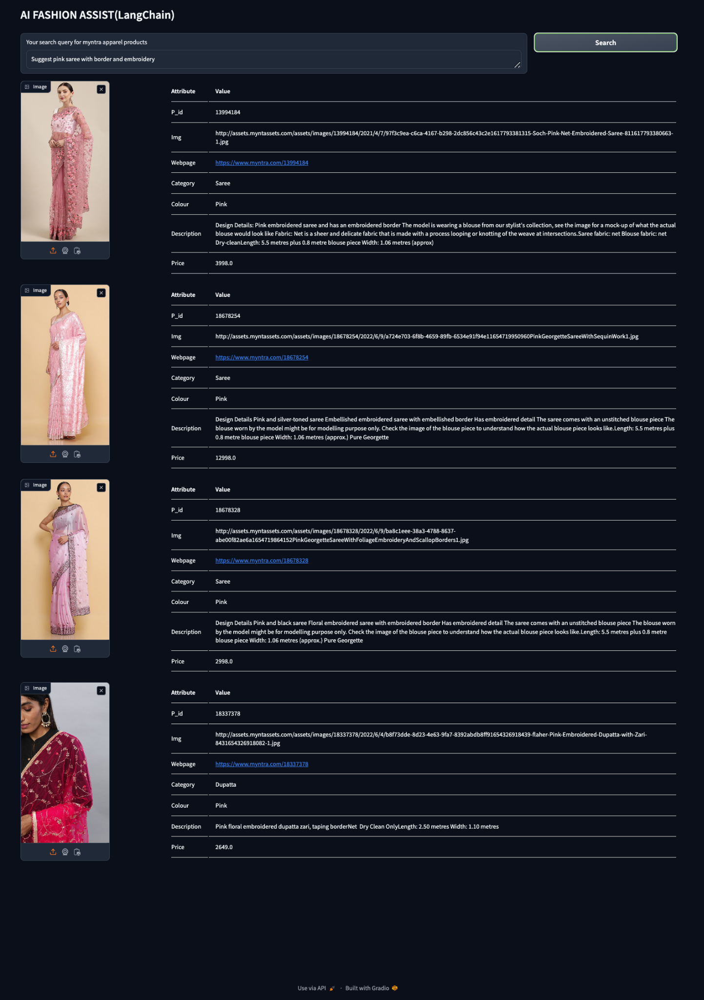 AI FASHION ASSIST(LangChain)
Your search query for myntra apparel products
Search
Suggest pink saree with border and embroidery
Image
Attribute Value
P_id 13994184
Img http://assets.myntassets.com/assets/images/13994184/2021/4/7/97f3c9ea-c6ca-4167-b298-2dc856c43c2e1617793381315-Soch-Pink-Net-Embroidered-Saree-811617793380663-
1.jpg
Webpage https://www.myntra.com/13994184
Category Saree
Colour Pink
Description Design Details: Pink embroidered saree and has an embroidered border The model is wearing a blouse from our stylist's collection, see the image for a mock-up of what the actual
blouse would look like Fabric: Net is a sheer and delicate fabric that is made with a process looping or knotting of the weave at intersections.Saree fabric: net Blouse fabric: net
Dry-cleanLength: 5.5 metres plus 0.8 metre blouse piece Width: 1.06 metres (approx)
Price 3998.0
Image
Attribute Value
P_id 18678254
Img http://assets.myntassets.com/assets/images/18678254/2022/6/9/a724e703-6f8b-4659-89fb-6534e91f94e11654719950960PinkGeorgetteSareeWithSequinWork1.jpg
Webpage https://www.myntra.com/18678254
Category Saree
Colour Pink
Description Design Details Pink and silver-toned saree Embellished embroidered saree with embellished border Has embroidered detail The saree comes with an unstitched blouse piece The
blouse worn by the model might be for modelling purpose only. Check the image of the blouse piece to understand how the actual blouse piece looks like.Length: 5.5 metres plus
0.8 metre blouse piece Width: 1.06 metres (approx.) Pure Georgette
Price 12998.0
Image
Attribute Value
P_id 18678328
Img http://assets.myntassets.com/assets/images/18678328/2022/6/9/ba8c1eee-38a3-4788-8637-
abe00f82ae6a1654719864152PinkGeorgetteSareeWithFoliageEmbroideryAndScallopBorders1.jpg
Webpage https://www.myntra.com/18678328
Category Saree
Colour Pink
Description Design Details Pink and black saree Floral embroidered saree with embroidered border Has embroidered detail The saree comes with an unstitched blouse piece The blouse worn
by the model might be for modelling purpose only. Check the image of the blouse piece to understand how the actual blouse piece looks like.Length: 5.5 metres plus 0.8 metre
blouse piece Width: 1.06 metres (approx.) Pure Georgette
Price 2998.0
Image
Attribute Value
P_id 18337378
Img http://assets.myntassets.com/assets/images/18337378/2022/6/4/b8f73dde-8d23-4e63-9fa7-8392abdb8ff91654326918439-flaher-Pink-Embroidered-Dupatta-with-Zari-
8431654326918082-1.jpg
Webpage https://www.myntra.com/18337378
Category Dupatta
Colour Pink
Description Pink floral embroidered dupatta zari, taping borderNet Dry Clean OnlyLength: 2.50 metres Width: 1.10 metres
Price 2649.0
Use via API · Built with Gradio